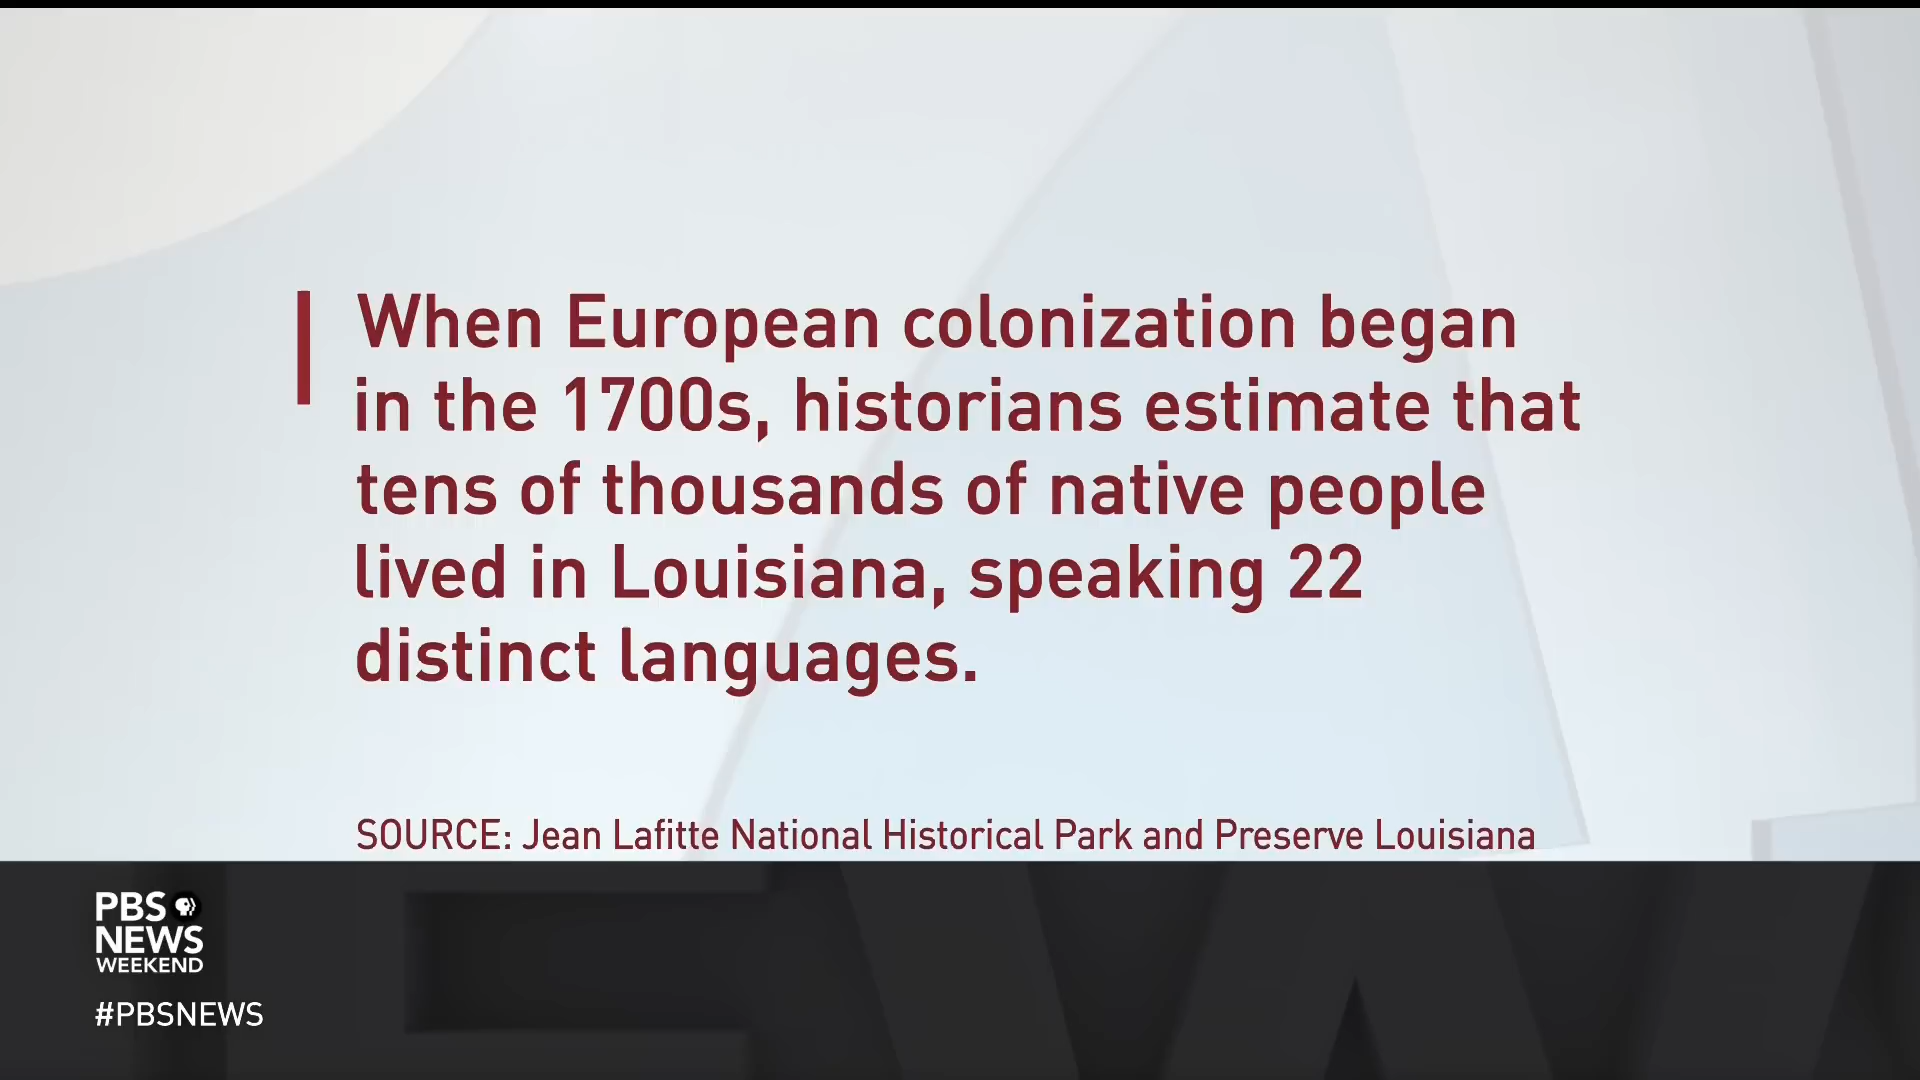 When European colonization began
in the 1700s, historians estimate that
tens of thousands of native people
lived in Louisiana, speaking 22
distinct languages.
SOURCE: Jean Lafitte National Historical Park and Preserve Louisiana
PBS
NEWS
WEEKEND
#PBSNEWS